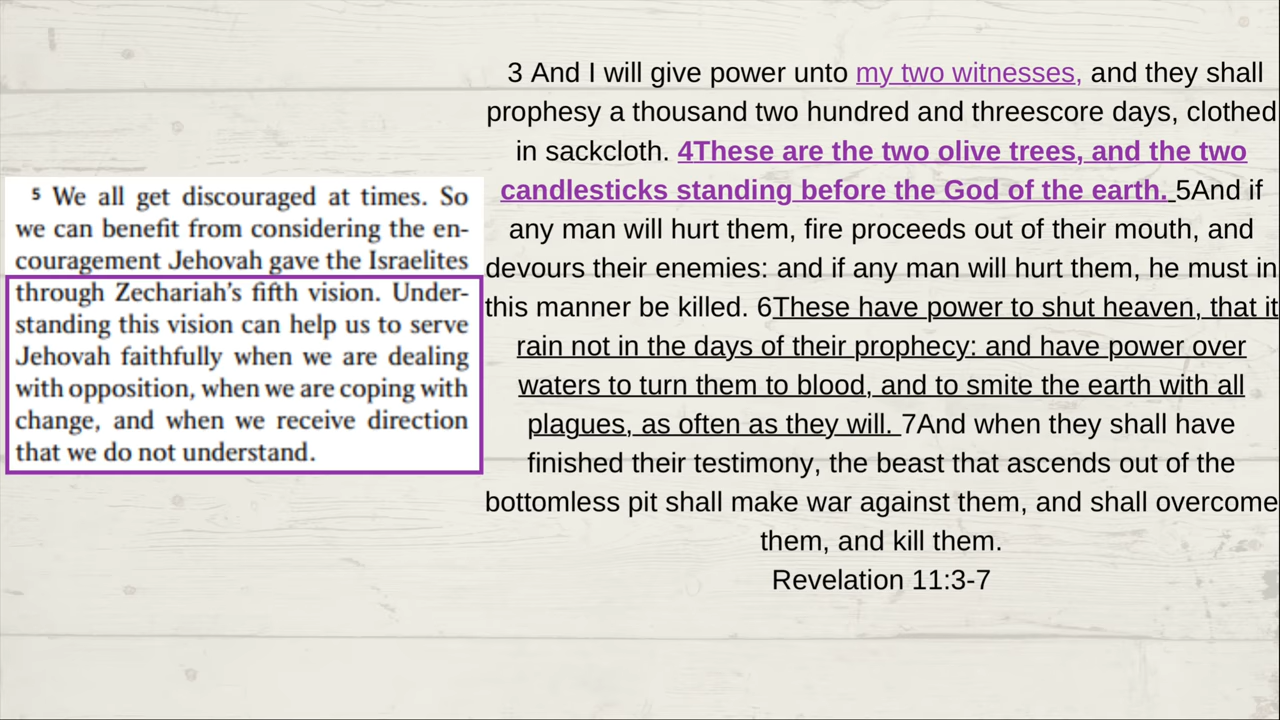 ⁵ We all get discouraged at times. So
we can benefit from considering the en-
couragement Jehovah gave the Israelites
through Zechariah's fifth vision. Under-
standing this vision can help us to serve
Jehovah faithfully when we are dealing
with opposition, when we are coping with
change, and when we receive direction
that we do not understand.
3 And I will give power unto my two witnesses, and they shall
prophesy a thousand two hundred and threescore days, clothed
in sackcloth. 4These are the two olive trees, and the two
candlesticks standing before the God of the earth. 5And if
any man will hurt them, fire proceeds out of their mouth, and
devours their enemies: and if any man will hurt them, he must in
this manner be killed. 6These have power to shut heaven, that it
rain not in the days of their prophecy: and have power over
waters to turn them to blood, and to smite the earth with all
plagues, as often as they will. 7And when they shall have
finished their testimony, the beast that ascends out of the
bottomless pit shall make war against them, and shall overcome
them, and kill them.
Revelation 11:3-7